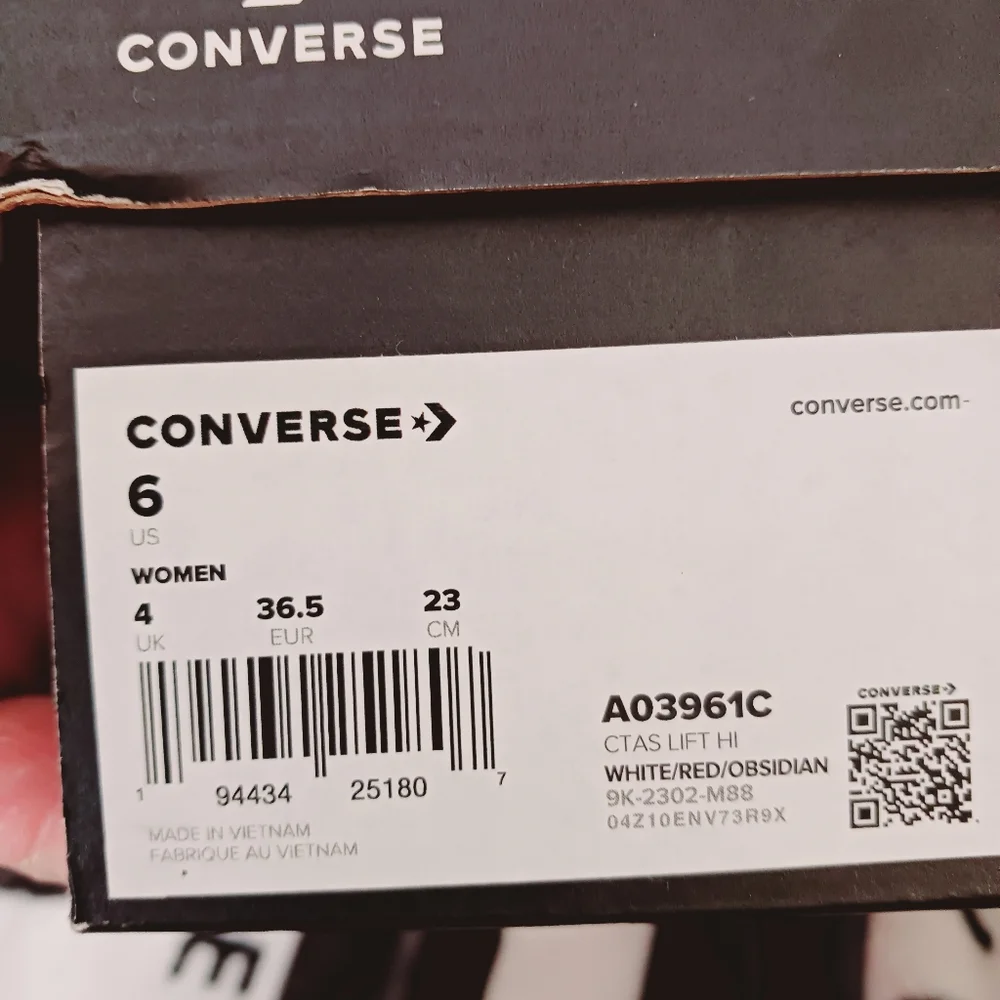 CONVERSE
CONVERSE
converse.com
6
US
WOMEN
4 36.5 23
UK EUR CM
1 94434 25180 7
MADE IN VIETNAM
FABRIQUE AU VIETNAM
A03961C
CTAS LIFT HI
WHITE/RED/OBSIDIAN
9K-2302-M88
04Z10ENV73R9X
CONVERSE
E